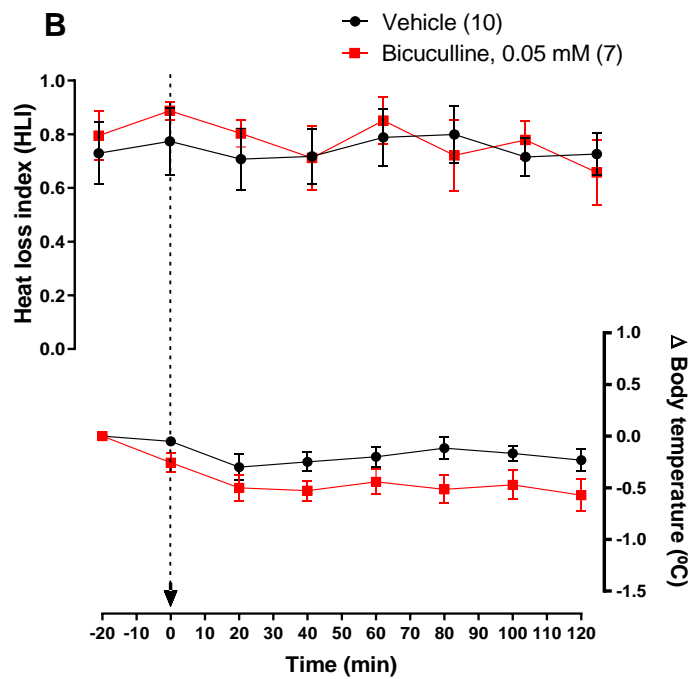 B
Vehicle (10)
Bicuculline, 0.05 mM (7)
Heat loss index (HLI)
1.0
0.8
0.6
0.4
0.2
0.0
1.0
0.5
0.0
-0.5
-1.0
-1.5
Δ Body temperature (ºC)
-20 -10 0 10 20 30 40 50 60 70 80 90 100 110 120
Time (min)